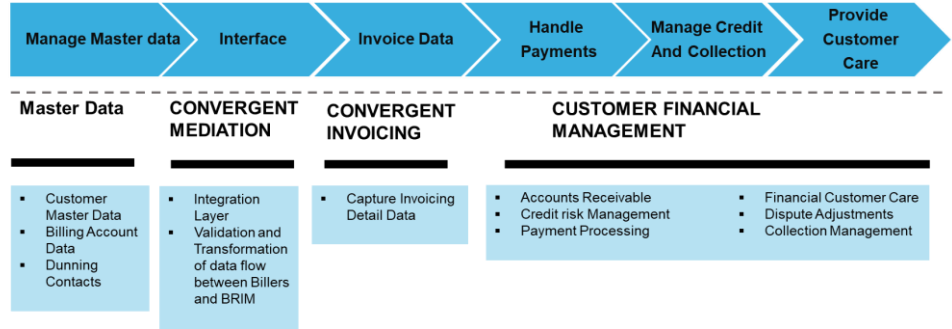 Manage Master data
Interface
Invoice Data
Handle
Payments
Manage Credit
And Collection
Provide
Customer
Care
Master Data
CONVERGENT
MEDIATION
CONVERGENT
INVOICING
CUSTOMER FINANCIAL
MANAGEMENT
▪ Customer
Master Data
▪ Billing Account
Data
▪ Dunning
Contacts
▪ Integration
Layer
▪ Validation and
Transformation
of data flow
between Billers
and BRIM
▪ Capture Invoicing
Detail Data
▪ Accounts Receivable
▪ Credit risk Management
▪ Payment Processing
▪ Financial Customer Care
▪ Dispute Adjustments
▪ Collection Management